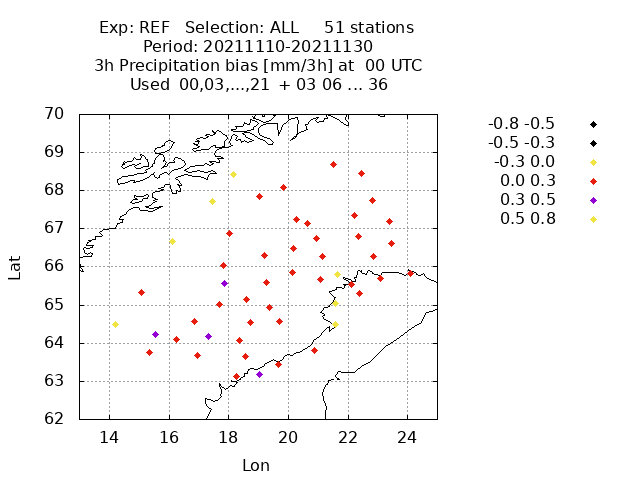 Exp: REF   Selection: ALL     51 stations
Period: 20211110-20211130
3h Precipitation bias [mm/3h] at  00 UTC
Used  00,03,...,21  + 03 06 ... 36
-0.8 -0.5
-0.5 -0.3
-0.3 0.0
0.0 0.3
0.3 0.5
0.5 0.8
70
69
68
67
66
65
64
63
62
Lat
14 16 18 20 22 24
Lon